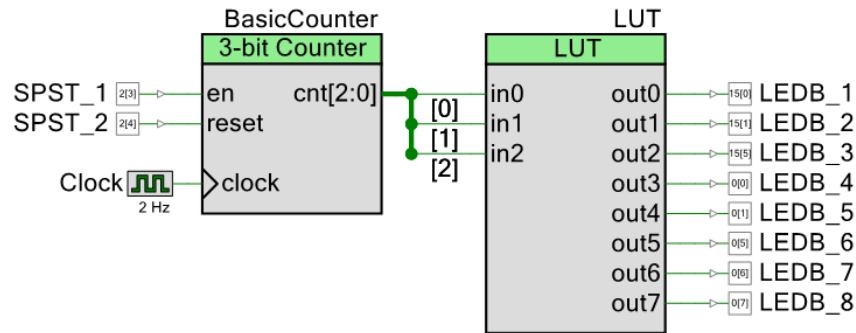 BasicCounter
3-bit Counter
SPST_1 2[3] en cnt[2:0]
SPST_2 2[4] reset
Clock clock
2 Hz
LUT
LUT
[0] in0 out0 15[0] LEDB_1
[1] in1 out1 15[1] LEDB_2
[2] in2 out2 15[5] LEDB_3
out3 0[0] LEDB_4
out4 0[1] LEDB_5
out5 0[5] LEDB_6
out6 0[6] LEDB_7
out7 0[7] LEDB_8